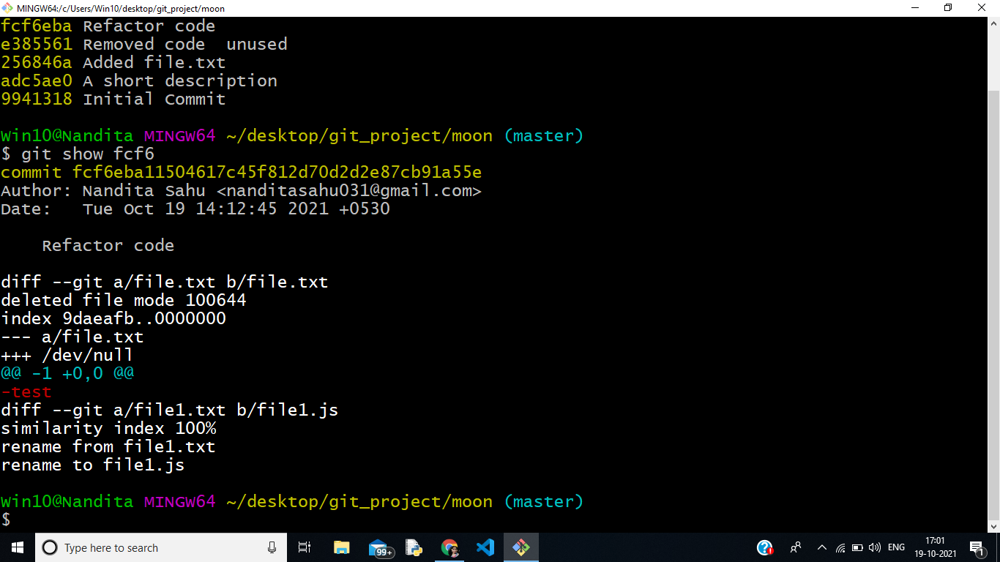 MINGW64:/c/Users/Win10/desktop/git_project/moon
fcf6eba Refactor code
e385561 Removed code  unused
256846a Added file.txt
adc5ae0 A short description
9941318 Initial Commit
Win10@Nandita MINGW64 ~/desktop/git_project/moon (master)
$ git show fcf6
commit fcf6eba11504617c45f812d70d2d2e87cb91a55e
Author: Nandita Sahu <nanditasahu031@gmail.com>
Date:   Tue Oct 19 14:12:45 2021 +0530
    Refactor code
diff --git a/file.txt b/file.txt
deleted file mode 100644
index 9daeafb..0000000
--- a/file.txt
+++ /dev/null
@@ -1 +0,0 @@
-test
diff --git a/file1.txt b/file1.js
similarity index 100%
rename from file1.txt
rename to file1.js
Win10@Nandita MINGW64 ~/desktop/git_project/moon (master)
$
Type here to search
99+
ENG
17:01
19-10-2021
1